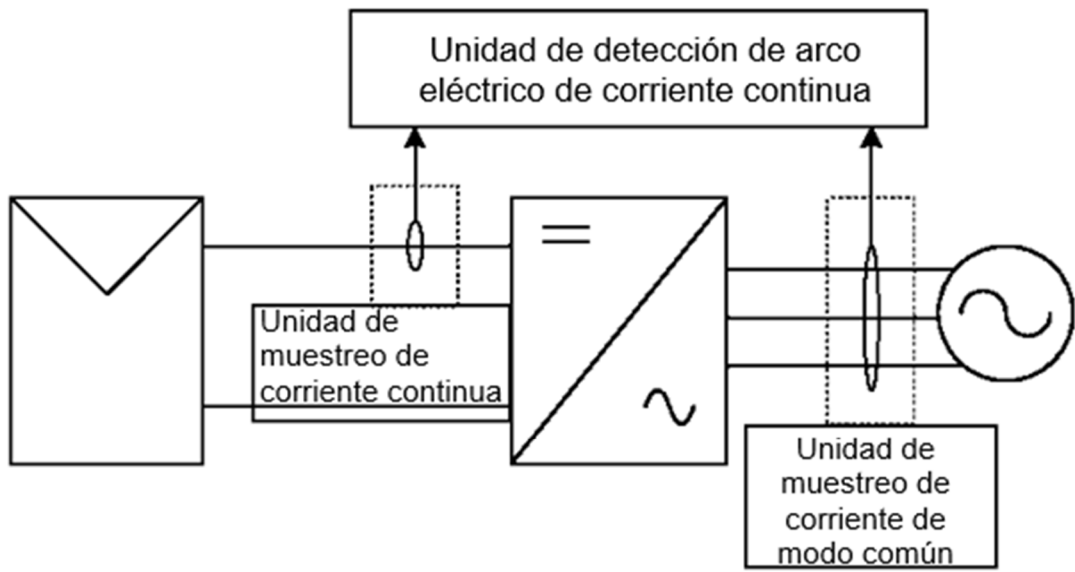 Unidad de detección de arco
eléctrico de corriente continua
Unidad de
muestreo de
corriente continua
Unidad de
muestreo de
corriente de
modo común